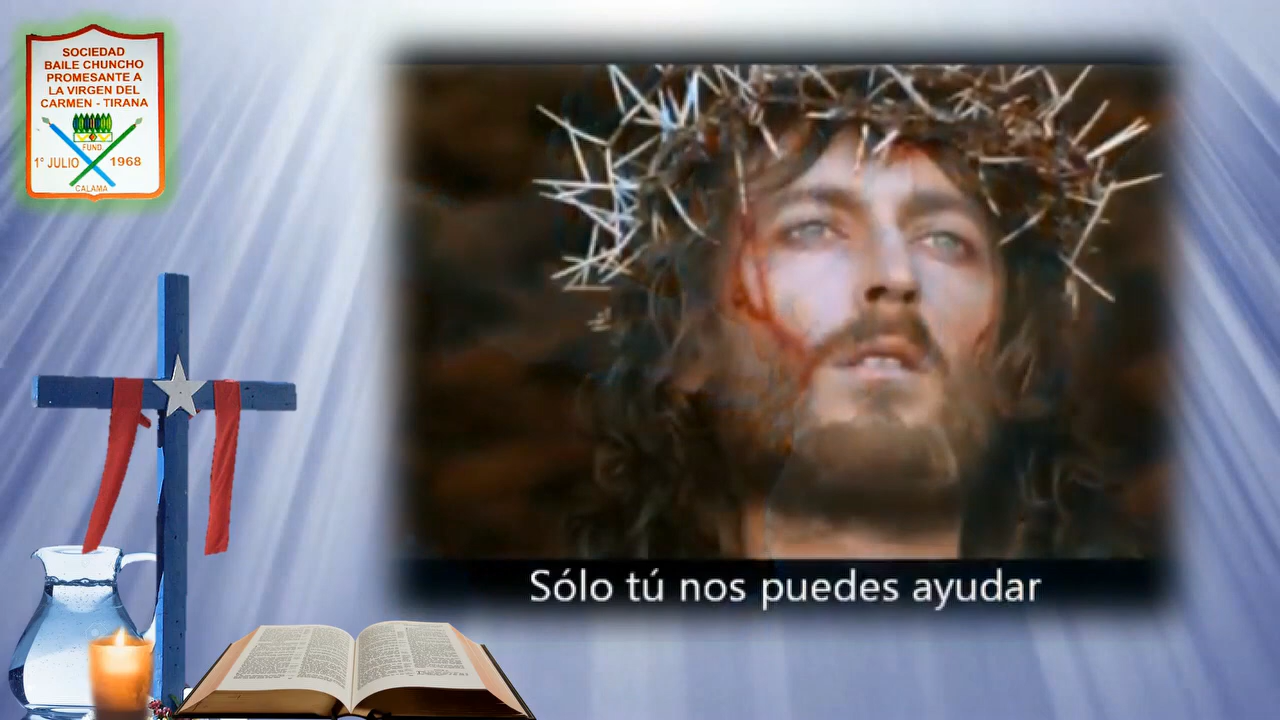 SOCIEDAD
BAILE CHUNCHO
PROMESANTE A
LA VIRGEN DEL
CARMEN - TIRANA
FUND
1° JULIO 1968
CALAMA
Sólo tú nos puedes ayudar